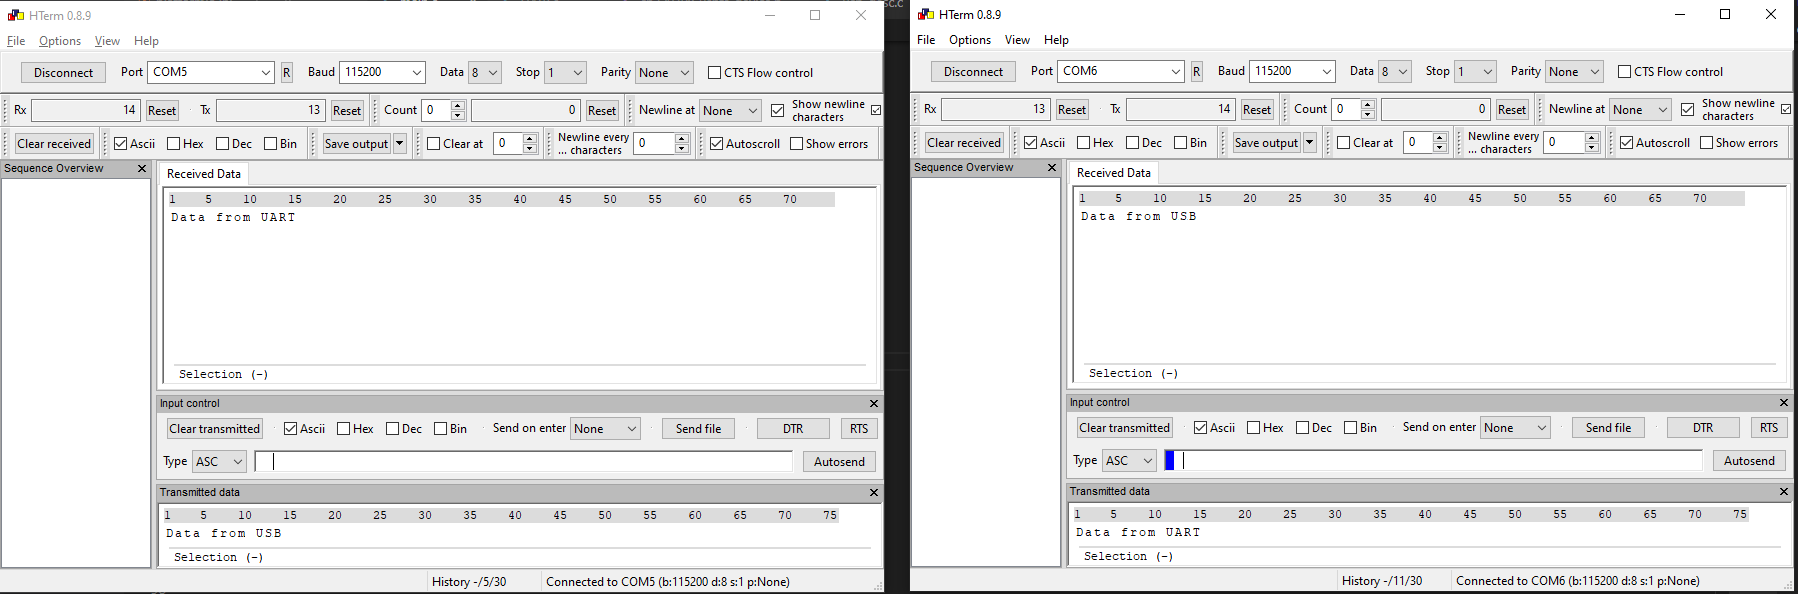 HTerm 0.8.9
File Options View Help
Disconnect Port COM5 R Baud 115200 Data 8 Stop 1 Parity None CTS Flow control
Rx 14 Reset Tx 13 Reset Count 0 0 Reset Newline at None Show newline characters
Clear received Ascii Hex Dec Bin Save output Clear at 0 Newline every ... characters 0 Autoscroll Show errors
Sequence Overview
Received Data
1 5 10 15 20 25 30 35 40 45 50 55 60 65 70
Data from UART
Selection (-)
Input control
Clear transmitted Ascii Hex Dec Bin Send on enter None Send file DTR RTS
Type ASC Autosend
Transmitted data
1 5 10 15 20 25 30 35 40 45 50 55 60 65 70 75
Data from USB
Selection (-)
History -/5/30 Connected to COM5 (b:115200 d:8 s:1 p:None)
HTerm 0.8.9
File Options View Help
Disconnect Port COM6 R Baud 115200 Data 8 Stop 1 Parity None CTS Flow control
Rx 13 Reset Tx 14 Reset Count 0 0 Reset Newline at None Show newline characters
Clear received Ascii Hex Dec Bin Save output Clear at 0 Newline every ... characters 0 Autoscroll Show errors
Sequence Overview
Received Data
1 5 10 15 20 25 30 35 40 45 50 55 60 65 70
Data from USB
Selection (-)
Input control
Clear transmitted Ascii Hex Dec Bin Send on enter None Send file DTR RTS
Type ASC Autosend
Transmitted data
1 5 10 15 20 25 30 35 40 45 50 55 60 65 70 75
Data from UART
Selection (-)
History -/11/30 Connected to COM6 (b:115200 d:8 s:1 p:None)